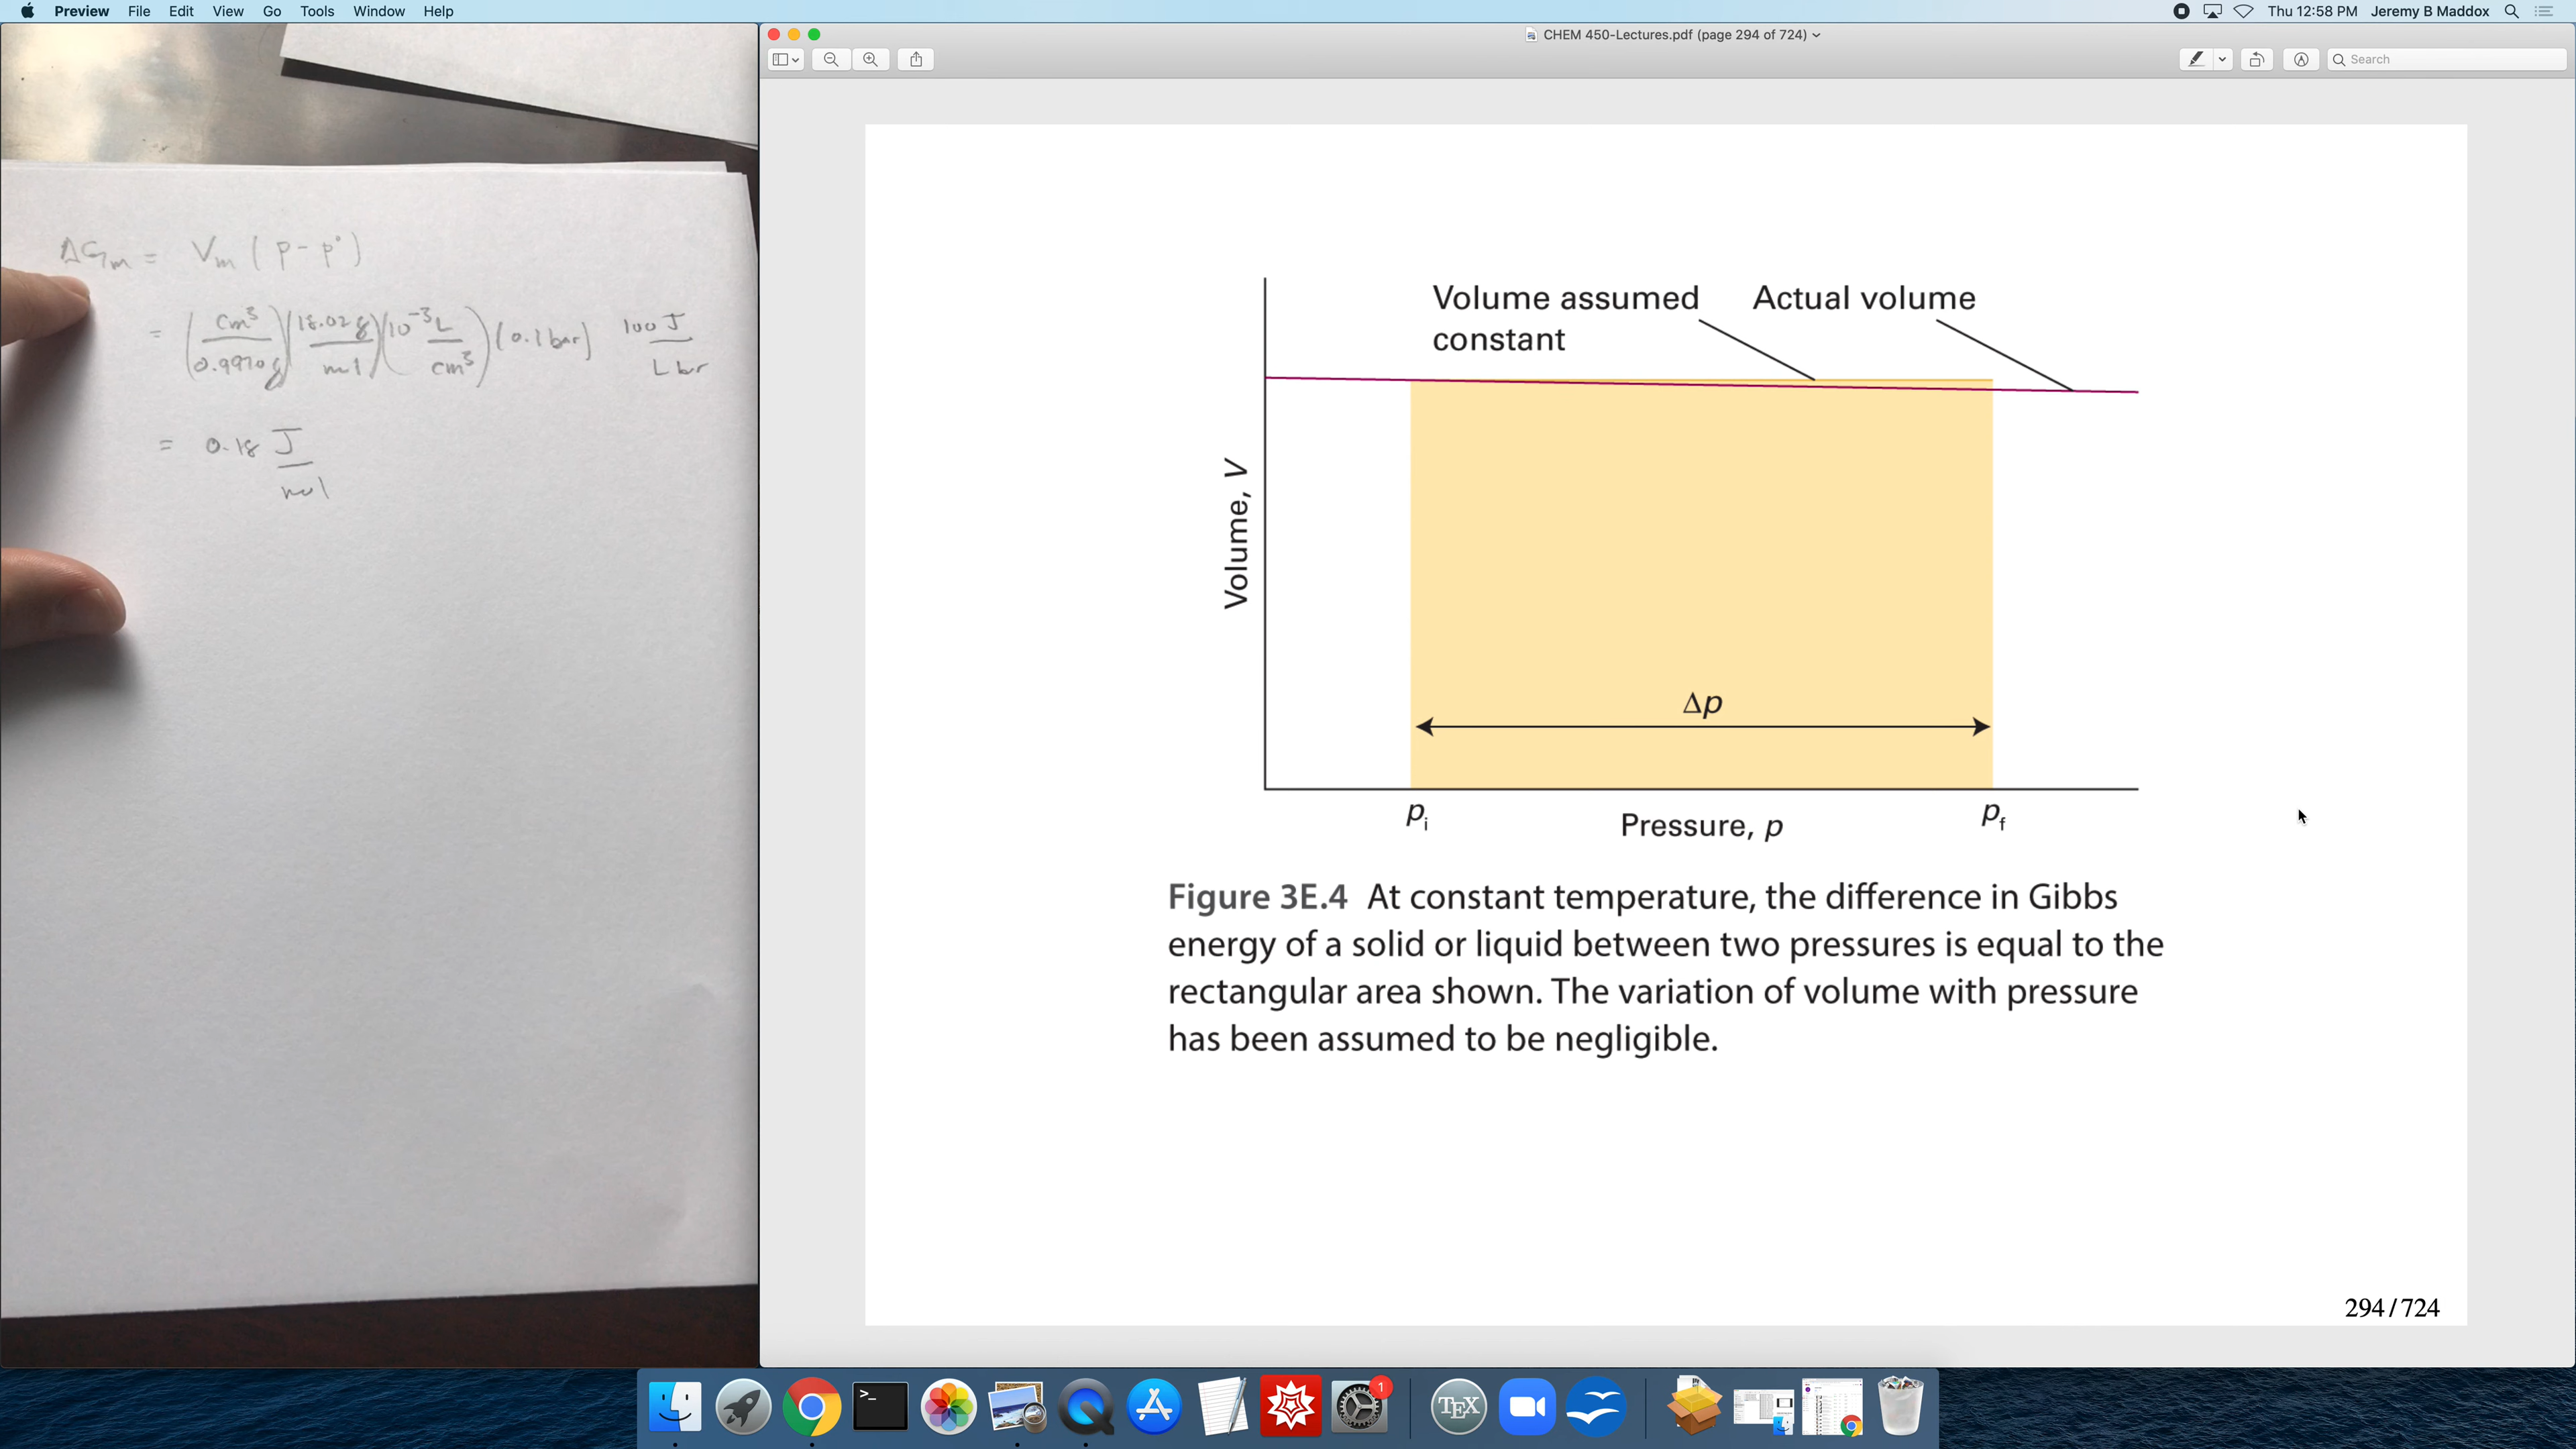 Preview File Edit View Go Tools Window Help
Thu 12:58 PM Jeremy B Maddox
CHEM 450-Lectures.pdf (page 294 of 724)
Search
ΔGm = Vm ( p - p° )
= (cm³/0.9970 g)(18.02 g/mol)(10⁻³ L/cm³)(0.1 bar) 100 J/L bar
= 0.18 J/mol
Volume assumed constant
Actual volume
Volume, V
Δp
pi
Pressure, p
pf
Figure 3E.4 At constant temperature, the difference in Gibbs
energy of a solid or liquid between two pressures is equal to the
rectangular area shown. The variation of volume with pressure
has been assumed to be negligible.
294/724
>_
1
TEX